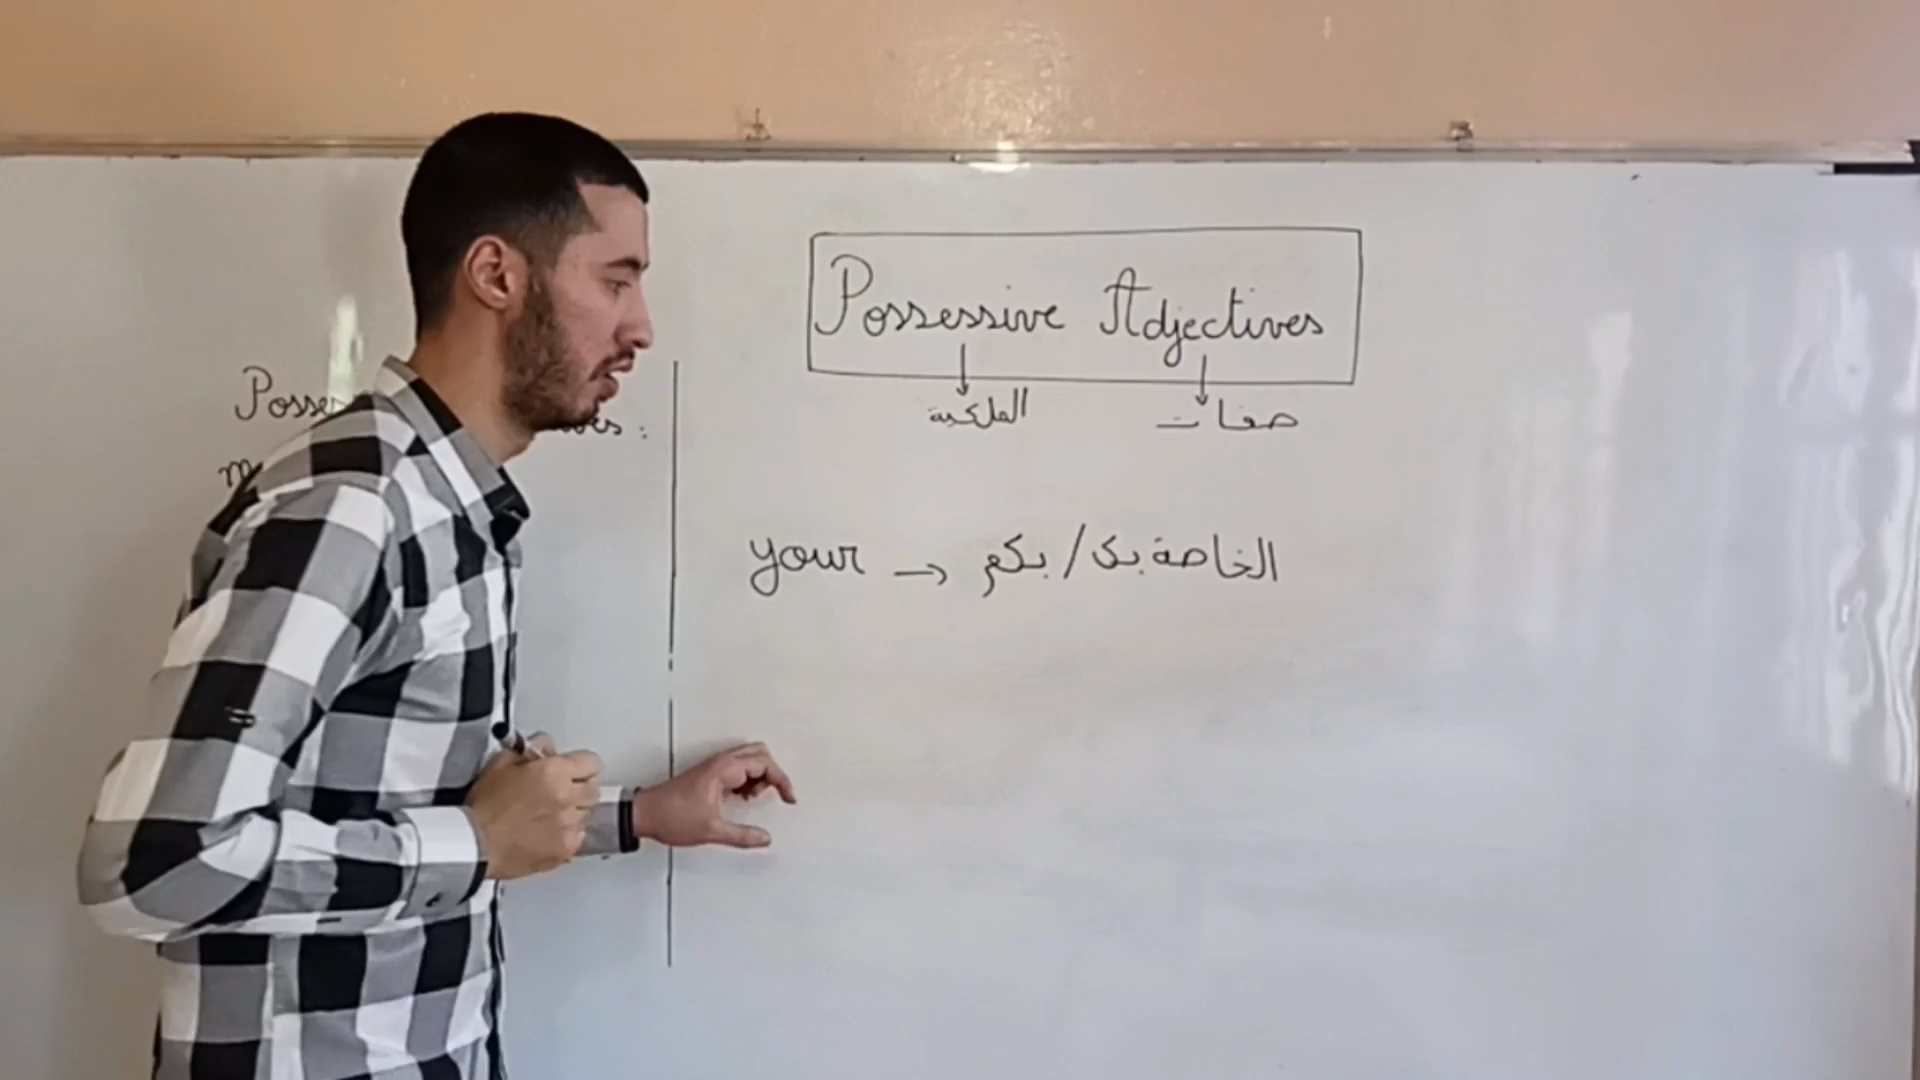 Possessive Adjectives
الملكية صفات
your → الخاصة بك / بكم
: